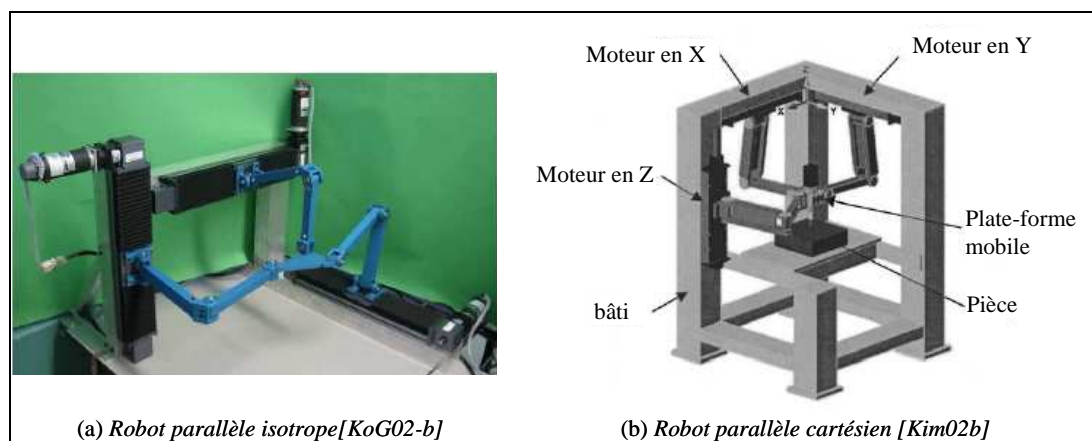 Moteur en X
Moteur en Y
Moteur en Z
X
Y
Plate-forme
mobile
Pièce
bâti
(a) Robot parallèle isotrope[KoG02-b]
(b) Robot parallèle cartésien [Kim02b]